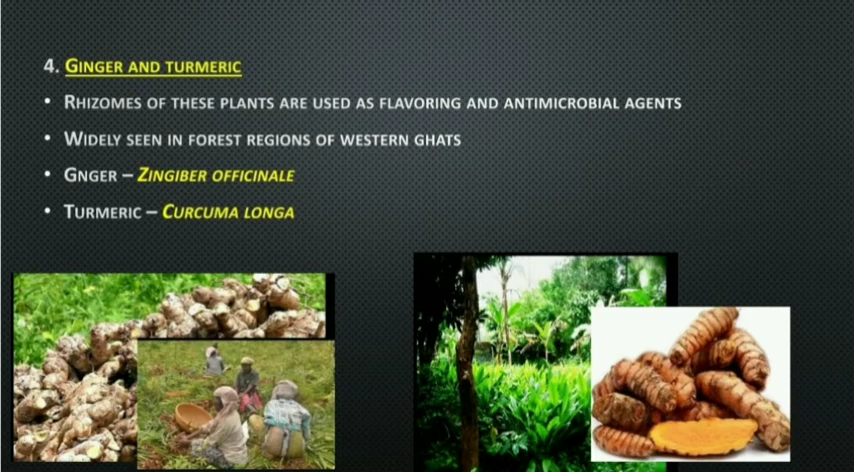 4. GINGER AND TURMERIC
• RHIZOMES OF THESE PLANTS ARE USED AS FLAVORING AND ANTIMICROBIAL AGENTS
• WIDELY SEEN IN FOREST REGIONS OF WESTERN GHATS
• GNGER – ZINGIBER OFFICINALE
• TURMERIC – CURCUMA LONGA